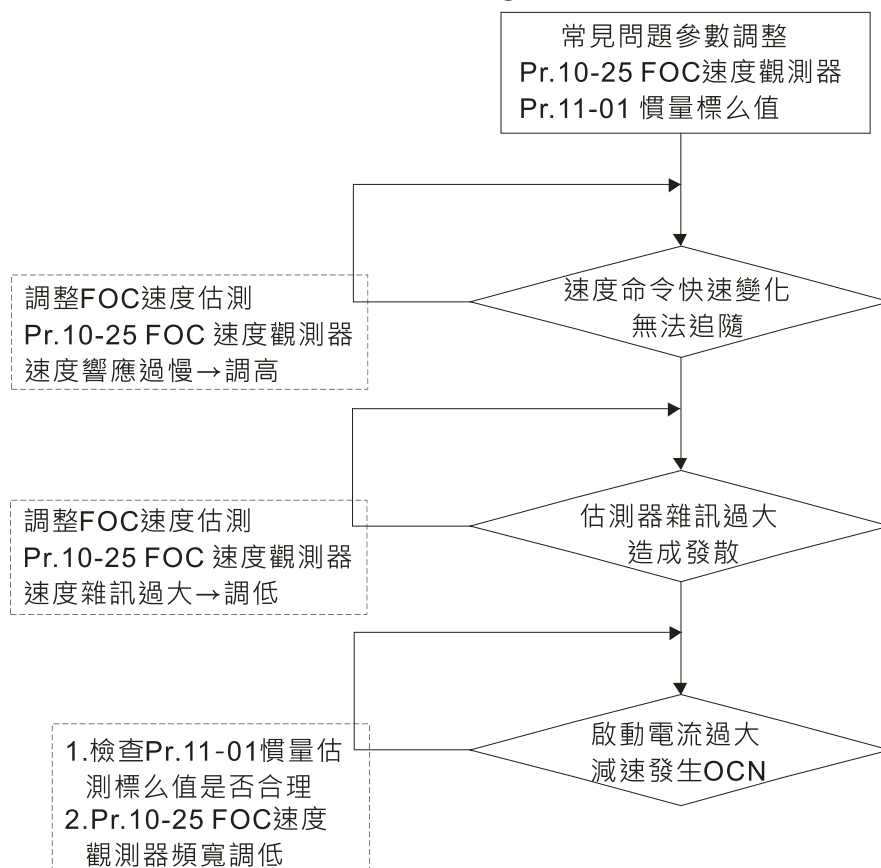 常見問題參數調整
Pr.10-25 FOC速度觀測器
Pr.11-01 慣量標么值
速度命令快速變化
無法追隨
調整FOC速度估測
Pr.10-25 FOC 速度觀測器
速度響應過慢→調高
估測器雜訊過大
造成發散
調整FOC速度估測
Pr.10-25 FOC 速度觀測器
速度雜訊過大→調低
啟動電流過大
減速發生OCN
1.檢查Pr.11-01慣量估
測標么值是否合理
2.Pr.10-25 FOC速度
觀測器頻寬調低